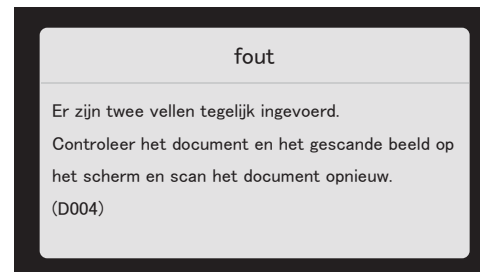 fout
Er zijn twee vellen tegelijk ingevoerd.
Controleer het document en het gescande beeld op
het scherm en scan het document opnieuw.
(D004)